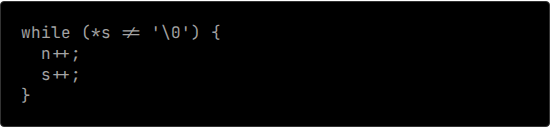 while (*s != '\0') {
  n++;
  s++;
}